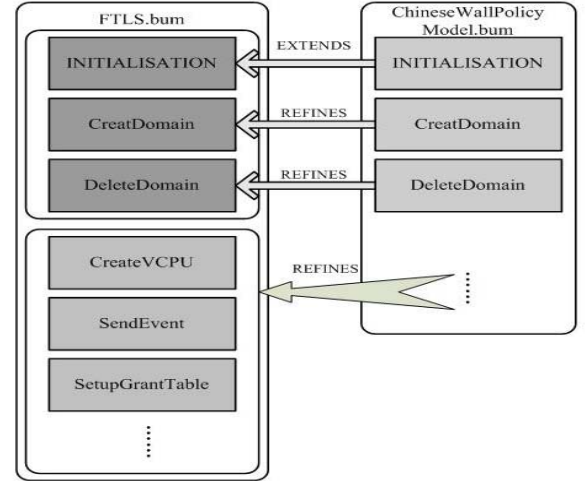 FTLS.bum
INITIALISATION
CreatDomain
DeleteDomain
CreateVCPU
SendEvent
SetupGrantTable
EXTENDS
REFINES
REFINES
REFINES
ChineseWallPolicy
Model.bum
INITIALISATION
CreatDomain
DeleteDomain